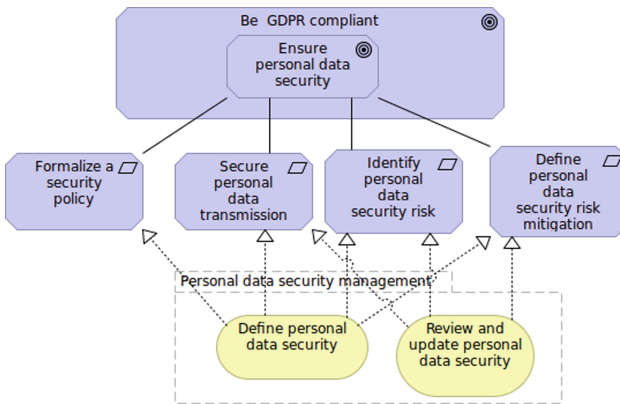 Be  GDPR compliant
Ensure
personal data
security
Formalize a
security
policy
Secure
personal
data
transmission
Identify
personal
data
security risk
Define
personal
data
security risk
mitigation
Personal data security management
Define personal
data security
Review and
update personal
data security